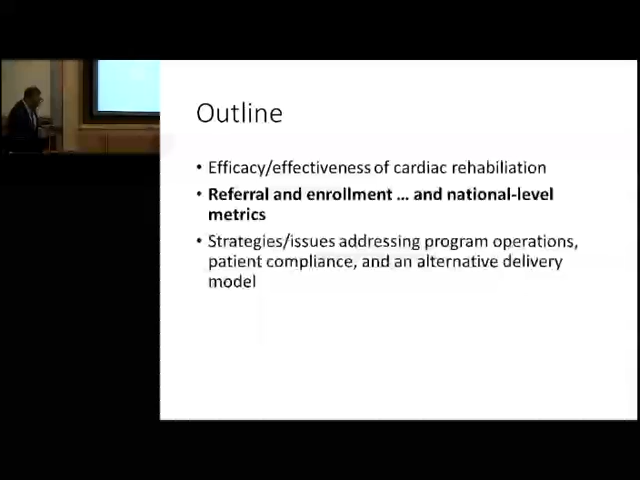 Outline
• Efficacy/effectiveness of cardiac rehabiliation
• Referral and enrollment ... and national-level
metrics
• Strategies/issues addressing program operations,
patient compliance, and an alternative delivery
model